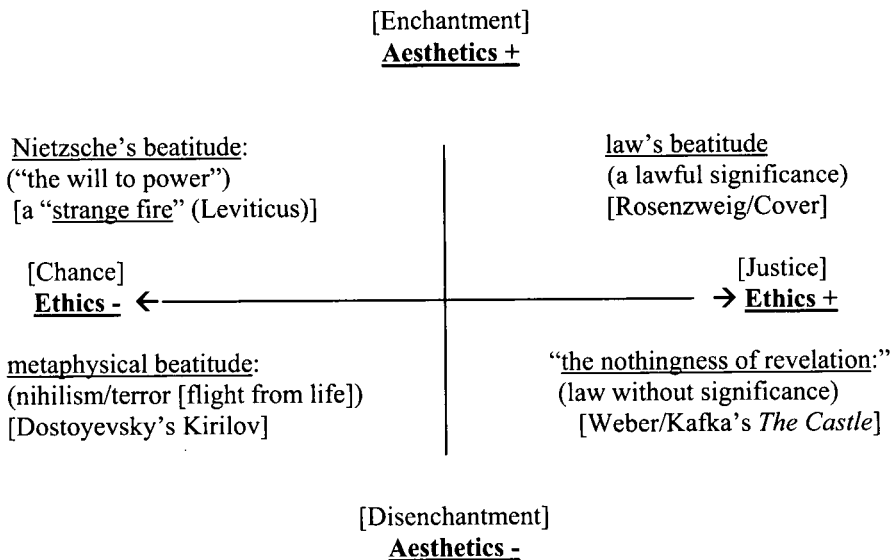 [Enchantment]
Aesthetics +
Nietzsche's beatitude:
("the will to power")
[a "strange fire" (Leviticus)]
law's beatitude
(a lawful significance)
[Rosenzweig/Cover]
[Chance]
Ethics -
[Justice]
Ethics +
metaphysical beatitude:
(nihilism/terror [flight from life])
[Dostoyevsky's Kirilov]
"the nothingness of revelation:"
(law without significance)
[Weber/Kafka's The Castle]
[Disenchantment]
Aesthetics -